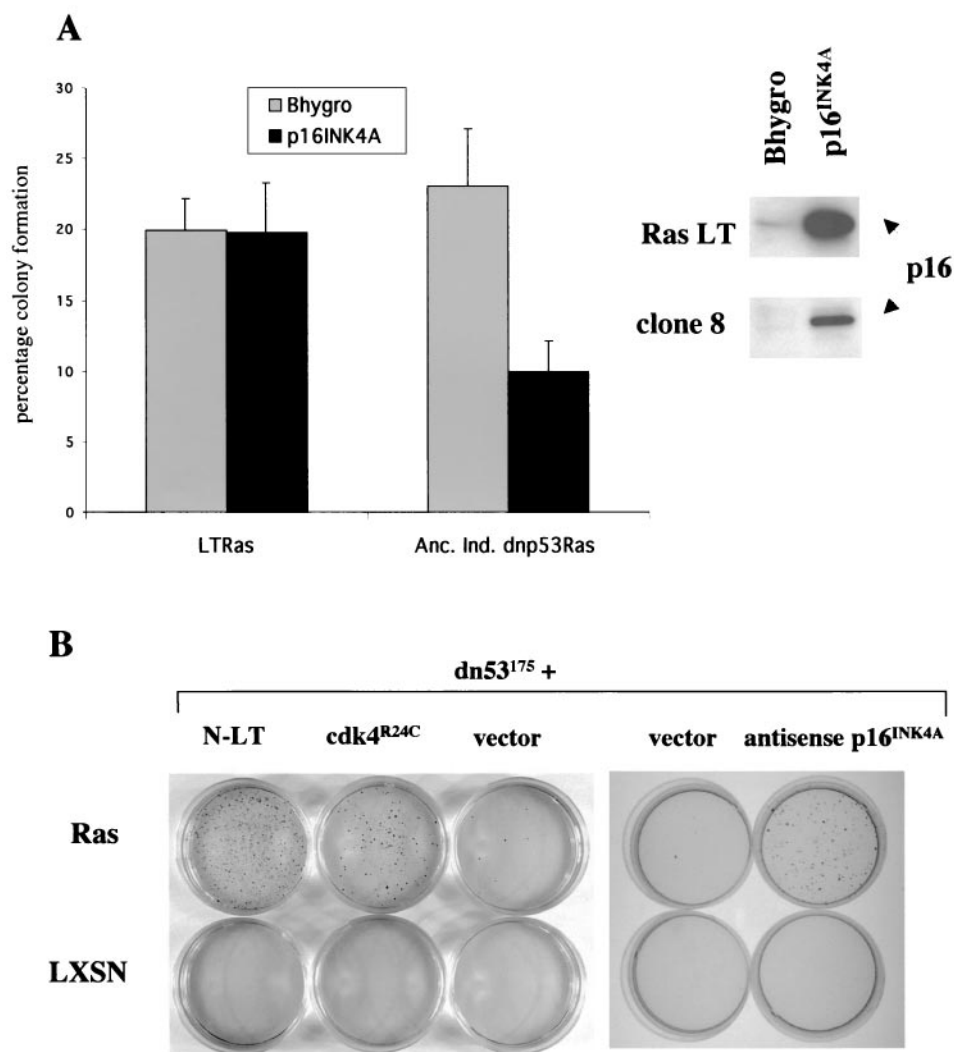 A
30
25
20
15
10
5
0
percentage colony formation
Bhygro
p16INK4A
LTRas
Anc. Ind. dnp53Ras
Bhygro
p16INK4A
Ras LT
clone 8
p16
B
dn53175 +
N-LT
cdk4R24C
vector
vector
antisense p16INK4A
Ras
LXSN